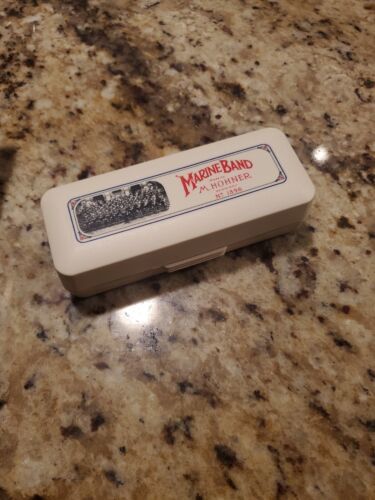 MARINE BAND
M. HOHNER
Nº 1896